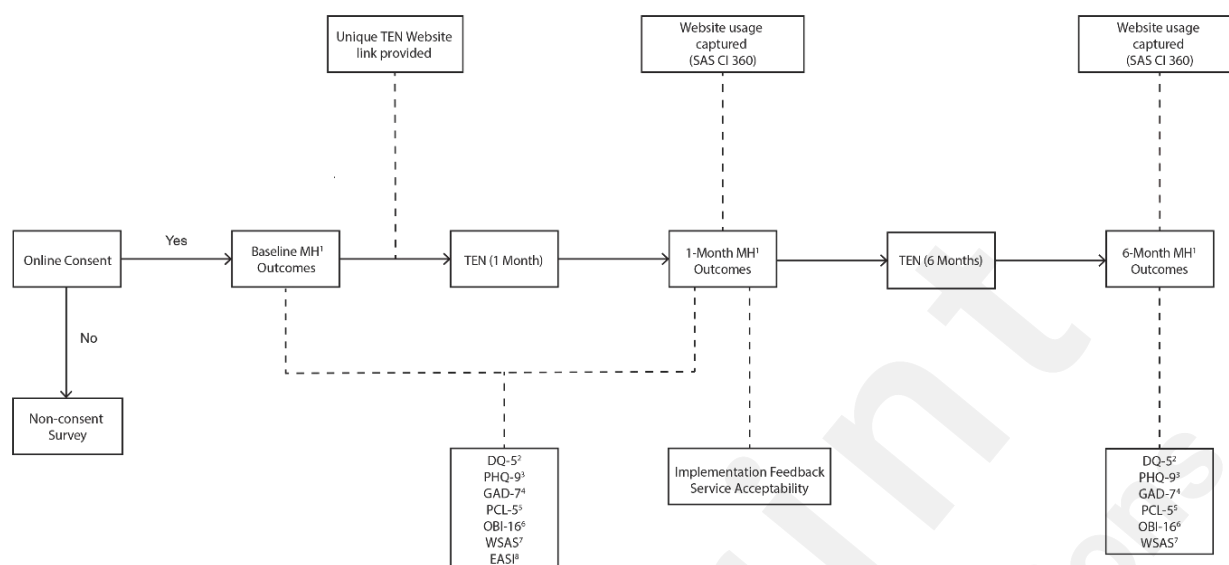 Unique TEN Website
link provided
Website usage
captured
(SAS CI 360)
Website usage
captured
(SAS CI 360)
Online Consent
Yes
Baseline MH¹
Outcomes
TEN (1 Month)
1-Month MH¹
Outcomes
TEN (6 Months)
6-Month MH¹
Outcomes
No
Non-consent
Survey
DQ-5²
PHQ-9³
GAD-7⁴
PCL-5⁵
OBI-16⁶
WSAS⁷
EASI⁸
Implementation Feedback
Service Acceptability
DQ-5²
PHQ-9³
GAD-7⁴
PCL-5⁵
OBI-16⁶
WSAS⁷